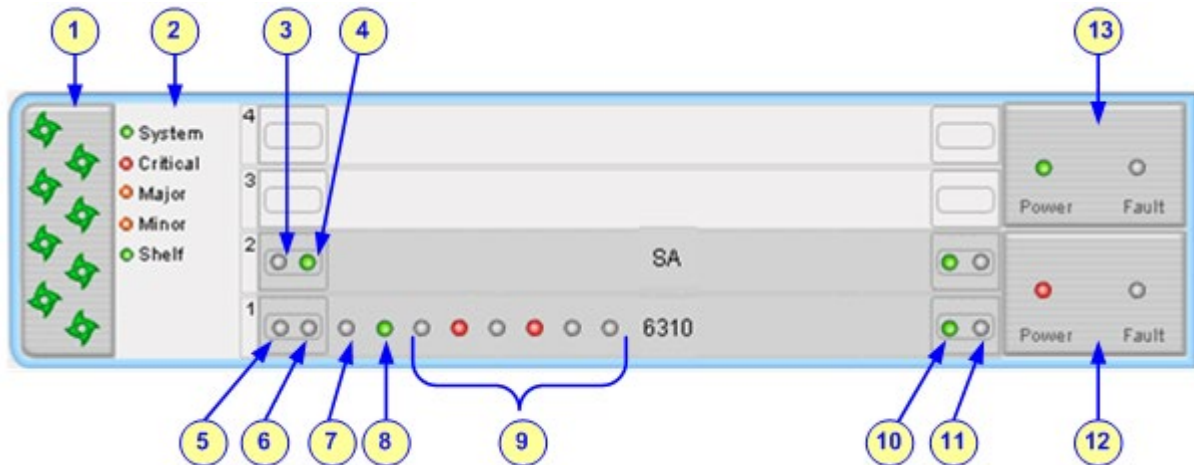 1 2 3 4 13
4
System
Critical
Major
Minor
Shelf
3
2 SA
1 6310
Power Fault
Power Fault
5 6 7 8 9 10 11 12